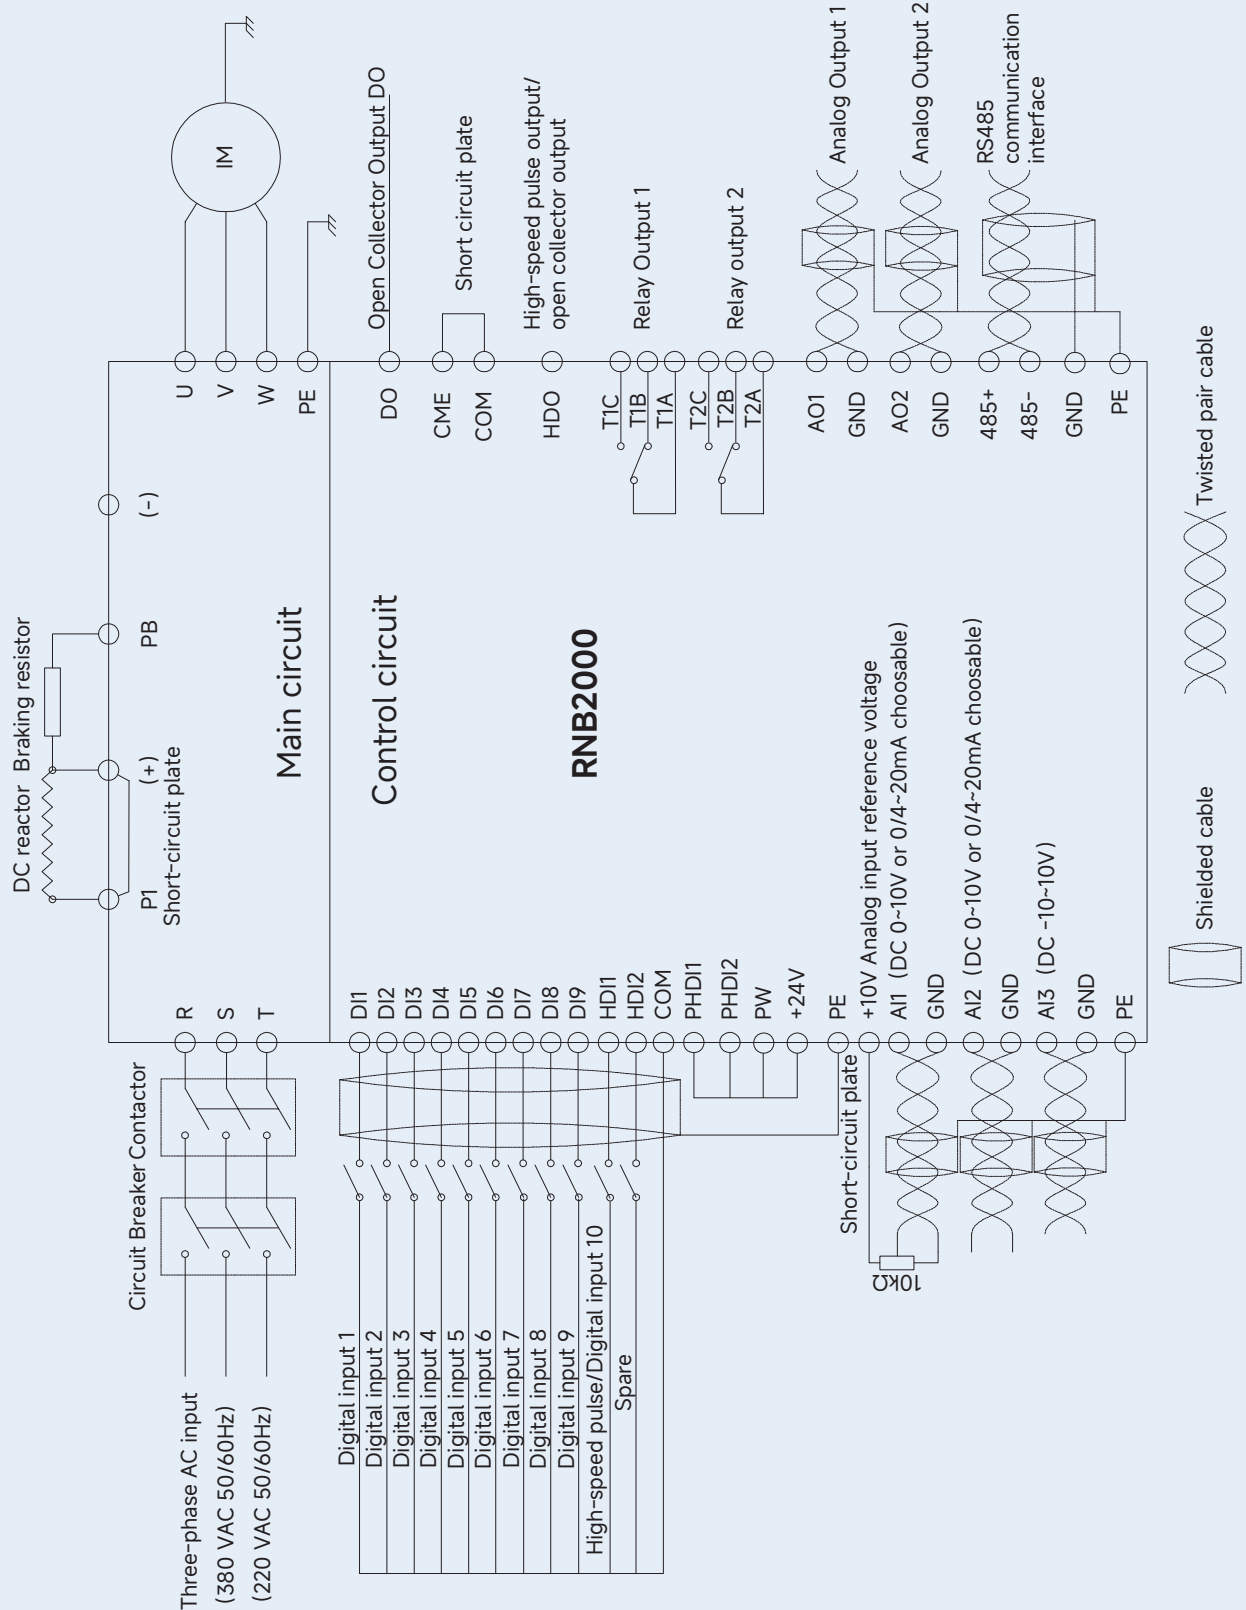 DC reactor
Braking resistor
P1
(+)
PB
(-)
Short-circuit plate
Circuit Breaker
Contactor
Three-phase AC input
(380 VAC 50/60Hz)
(220 VAC 50/60Hz)
R
S
T
Main circuit
U
V
W
PE
IM
Control circuit
RNB2000
Digital input 1
DI1
Digital input 2
DI2
Digital input 3
DI3
Digital input 4
DI4
Digital input 5
DI5
Digital input 6
DI6
Digital input 7
DI7
Digital input 8
DI8
Digital input 9
DI9
High-speed pulse/Digital input 10
HDI1
Spare
HDI2
COM
PHDI1
PHDI2
PW
+24V
PE
Short-circuit plate
+10V Analog input reference voltage
AI1 (DC 0~10V or 0/4~20mA choosable)
GND
10kΩ
AI2 (DC 0~10V or 0/4~20mA choosable)
GND
AI3 (DC -10~10V)
GND
PE
DO
Open Collector Output DO
CME
COM
Short circuit plate
HDO
High-speed pulse output/
open collector output
T1C
T1B
T1A
Relay Output 1
T2C
T2B
T2A
Relay output 2
AO1
GND
Analog Output 1
AO2
GND
Analog Output 2
485+
485-
GND
RS485
communication
interface
PE
Shielded cable
Twisted pair cable